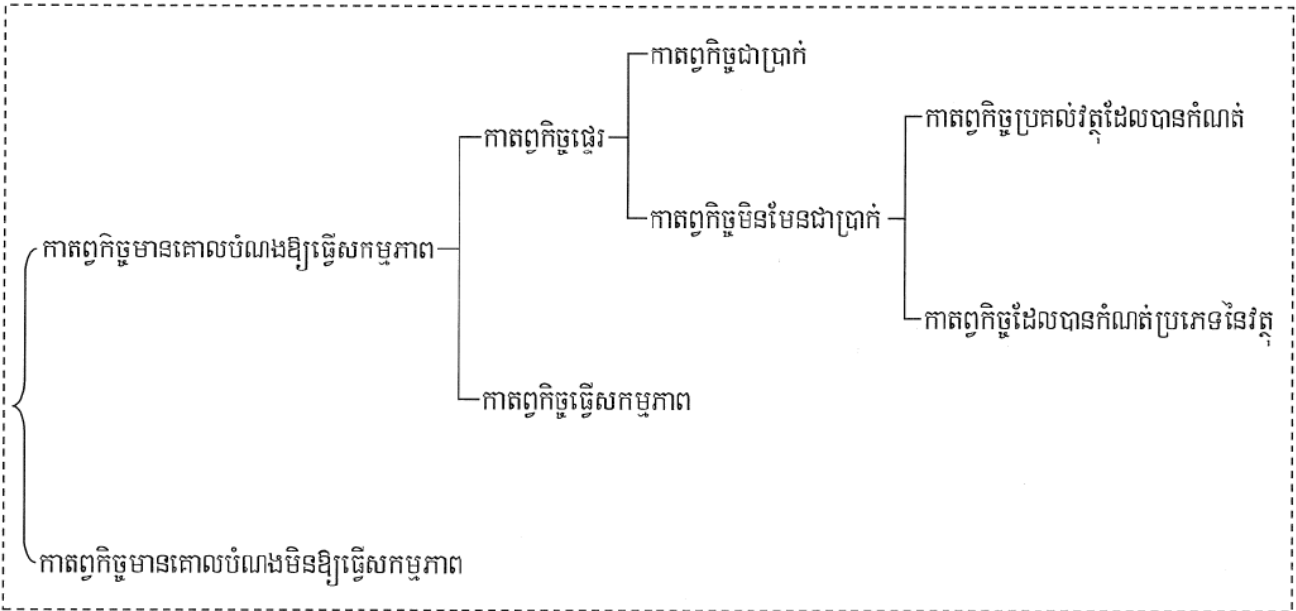 កាតព្វកិច្ចជាប្រាក់
កាតព្វកិច្ចប្រគល់វត្ថុដែលបានកំណត់
កាតព្វកិច្ចផ្ទេរ
កាតព្វកិច្ចមិនមែនជាប្រាក់
កាតព្វកិច្ចមានគោលបំណងឱ្យធ្វើសកម្មភាព
កាតព្វកិច្ចដែលបានកំណត់ប្រភេទនៃវត្ថុ
កាតព្វកិច្ចធ្វើសកម្មភាព
កាតព្វកិច្ចមានគោលបំណងមិនឱ្យធ្វើសកម្មភាព